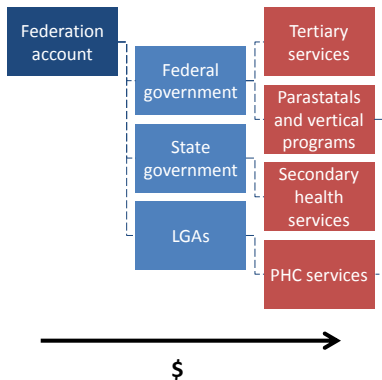 Federation
account
Federal
government
State
government
LGAs
Tertiary
services
Parastatals
and vertical
programs
Secondary
health
services
PHC services
$